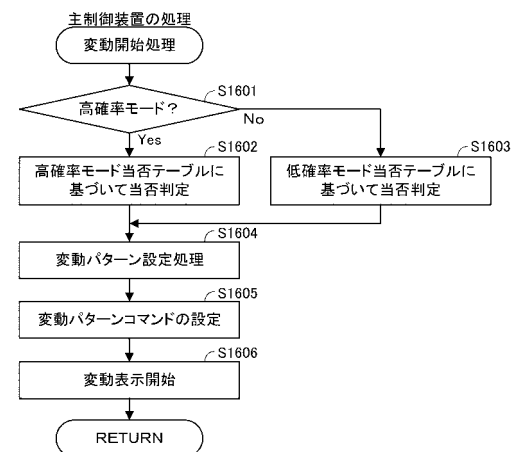 主制御装置の処理
変動開始処理
S1601
高確率モード?
No
Yes
S1602
高確率モード当否テーブルに
基づいて当否判定
S1603
低確率モード当否テーブルに
基づいて当否判定
S1604
変動パターン設定処理
S1605
変動パターンコマンドの設定
S1606
変動表示開始
RETURN